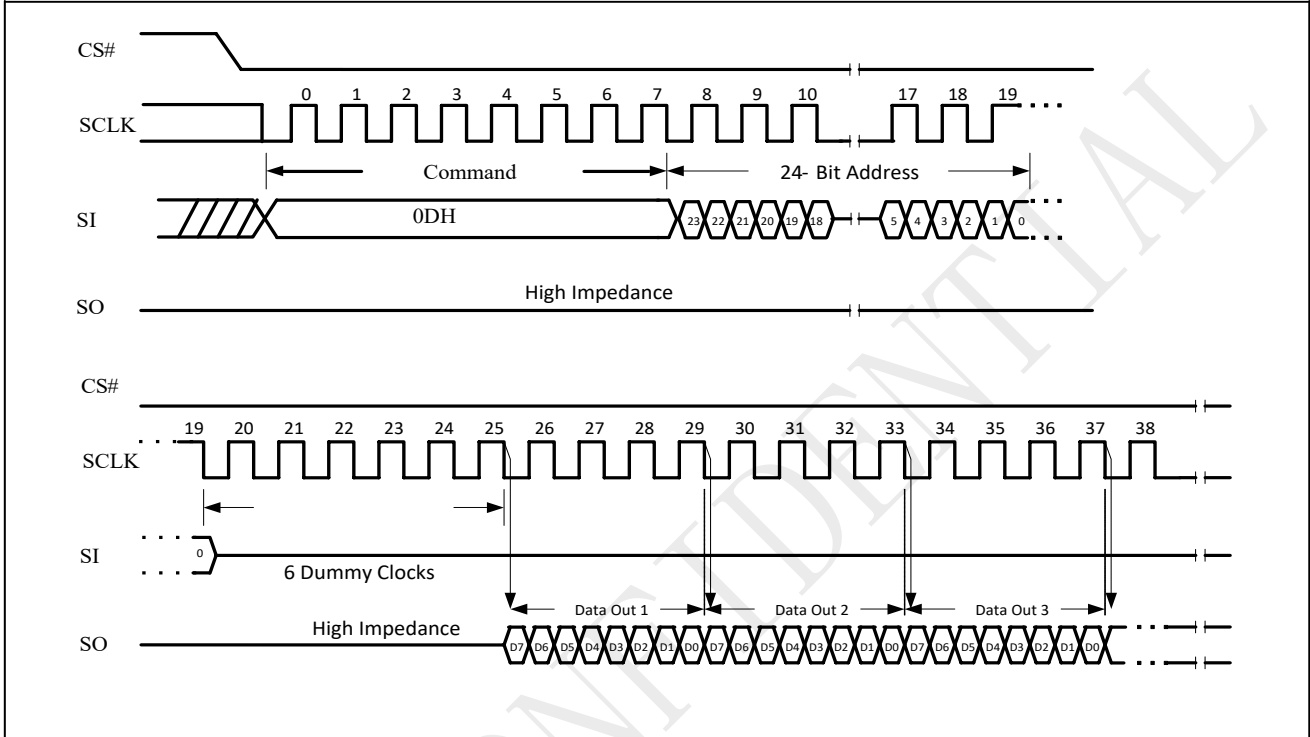 CS#
0 1 2 3 4 5 6 7 8 9 10 17 18 19
SCLK
Command 24- Bit Address
SI 0DH 23 22 21 20 19 18 5 4 3 2 1 0
High Impedance
SO
CS#
19 20 21 22 23 24 25 26 27 28 29 30 31 32 33 34 35 36 37 38
SCLK
SI 0
6 Dummy Clocks
Data Out 1 Data Out 2 Data Out 3
High Impedance
SO D7 D6 D5 D4 D3 D2 D1 D0 D7 D6 D5 D4 D3 D2 D1 D0 D7 D6 D5 D4 D3 D2 D1 D0
CONFIDENTIAL